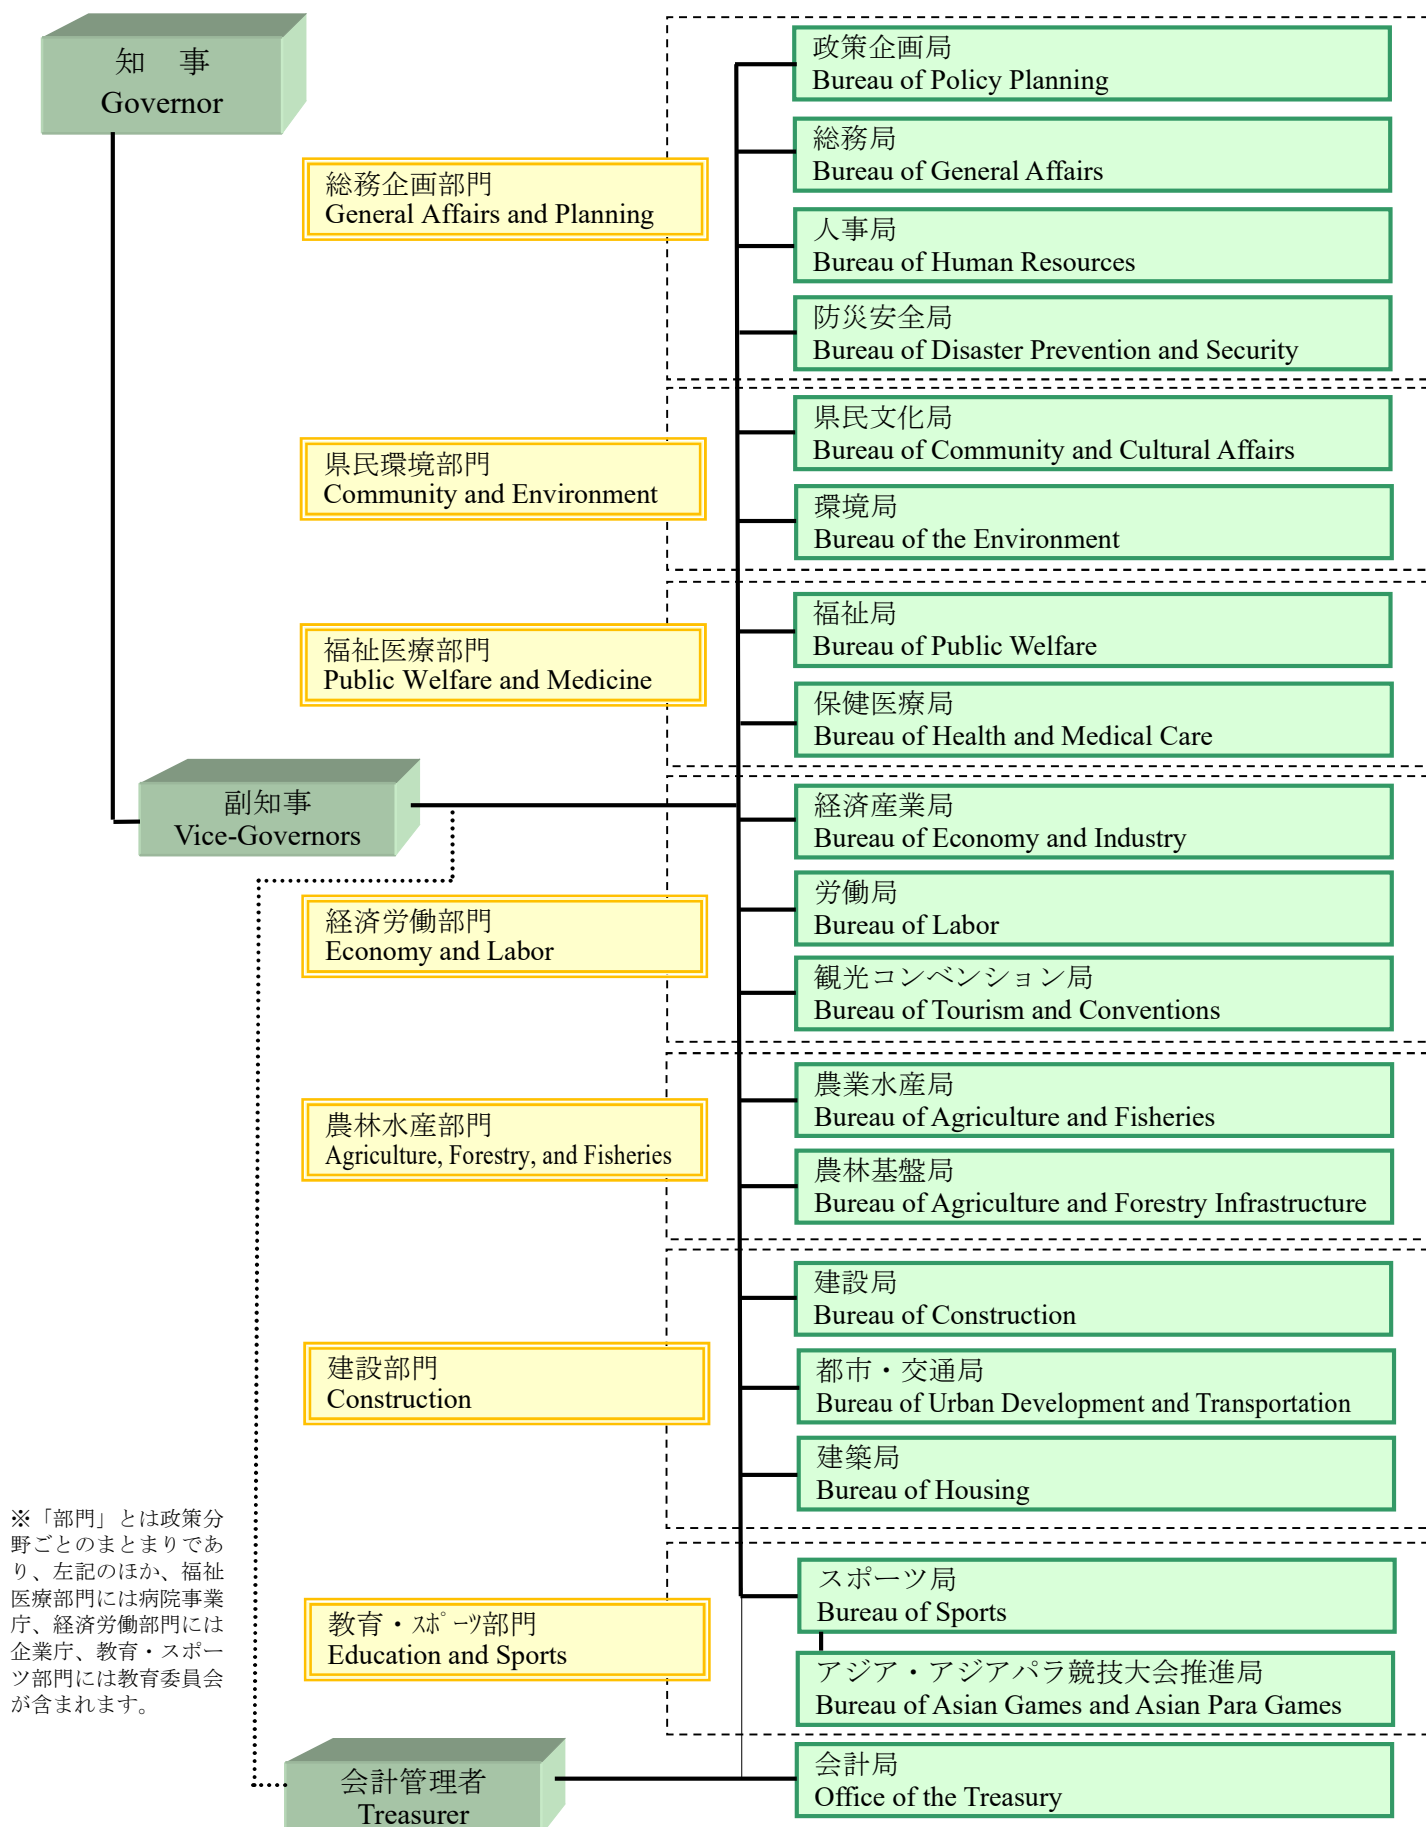 知　事
Governor
政策企画局
Bureau of Policy Planning
総務局
Bureau of General Affairs
総務企画部門
General Affairs and Planning
人事局
Bureau of Human Resources
防災安全局
Bureau of Disaster Prevention and Security
県民文化局
Bureau of Community and Cultural Affairs
県民環境部門
Community and Environment
環境局
Bureau of the Environment
福祉局
Bureau of Public Welfare
福祉医療部門
Public Welfare and Medicine
保健医療局
Bureau of Health and Medical Care
副知事
Vice-Governors
経済産業局
Bureau of Economy and Industry
労働局
Bureau of Labor
経済労働部門
Economy and Labor
観光コンベンション局
Bureau of Tourism and Conventions
農業水産局
Bureau of Agriculture and Fisheries
農林水産部門
Agriculture, Forestry, and Fisheries
農林基盤局
Bureau of Agriculture and Forestry Infrastructure
建設局
Bureau of Construction
建設部門
Construction
都市・交通局
Bureau of Urban Development and Transportation
建築局
Bureau of Housing
※「部門」とは政策分
野ごとのまとまりであ
り、左記のほか、福祉
医療部門には病院事業
庁、経済労働部門には
企業庁、教育・スポー
ツ部門には教育委員会
が含まれます。
スポーツ局
Bureau of Sports
教育・ｽﾎﾟｰﾂ部門
Education and Sports
アジア・アジアパラ競技大会推進局
Bureau of Asian Games and Asian Para Games
会計管理者
Treasurer
会計局
Office of the Treasury